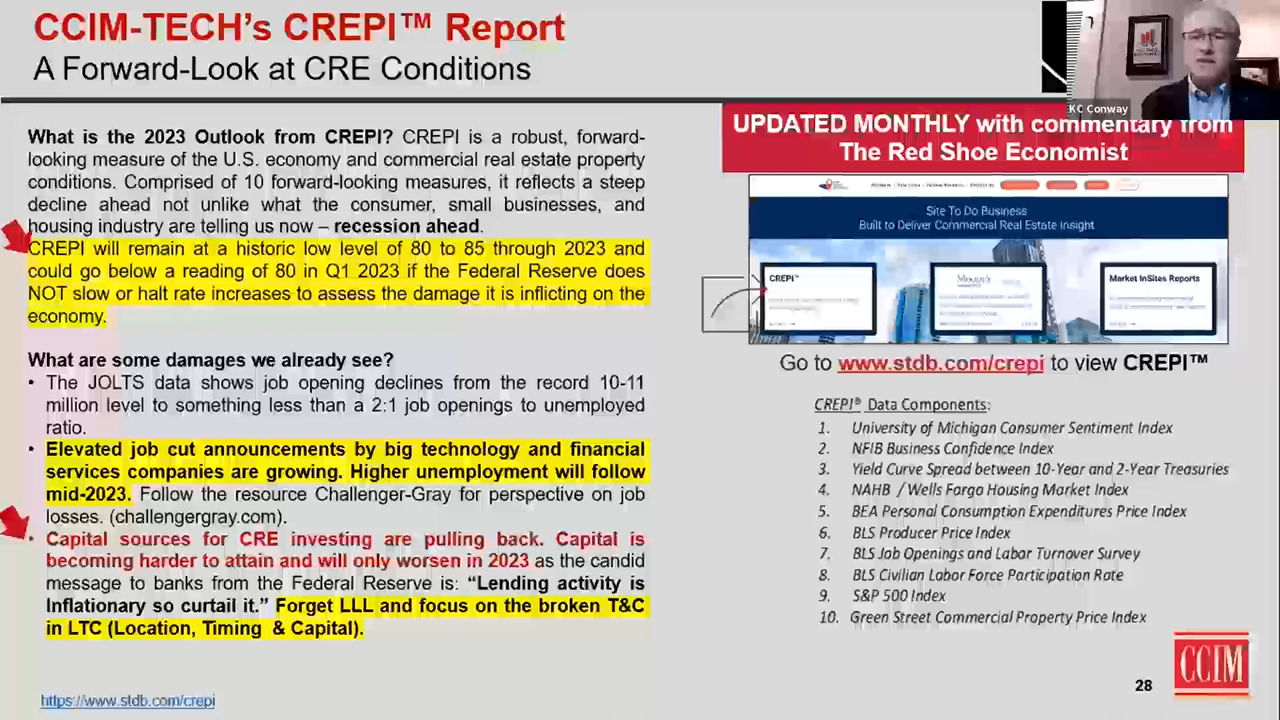 CCIM-TECH's CREPI™ Report
A Forward-Look at CRE Conditions
KC Conway
What is the 2023 Outlook from CREPI? CREPI is a robust, forward-
looking measure of the U.S. economy and commercial real estate property
conditions. Comprised of 10 forward-looking measures, it reflects a steep
decline ahead not unlike what the consumer, small businesses, and
housing industry are telling us now – recession ahead.
CREPI will remain at a historic low level of 80 to 85 through 2023 and
could go below a reading of 80 in Q1 2023 if the Federal Reserve does
NOT slow or halt rate increases to assess the damage it is inflicting on the
economy.
What are some damages we already see?
• The JOLTS data shows job opening declines from the record 10-11
million level to something less than a 2:1 job openings to unemployed
ratio.
• Elevated job cut announcements by big technology and financial
services companies are growing. Higher unemployment will follow
mid-2023. Follow the resource Challenger-Gray for perspective on job
losses. (challengergray.com).
• Capital sources for CRE investing are pulling back. Capital is
becoming harder to attain and will only worsen in 2023 as the candid
message to banks from the Federal Reserve is: “Lending activity is
Inflationary so curtail it.” Forget LLL and focus on the broken T&C
in LTC (Location, Timing & Capital).
https://www.stdb.com/crepi
UPDATED MONTHLY with commentary from
The Red Shoe Economist
Site To Do Business
Built to Deliver Commercial Real Estate Insight
CREPI™
Market InSites Reports
Go to www.stdb.com/crepi to view CREPI™
CREPI® Data Components:
1. University of Michigan Consumer Sentiment Index
2. NFIB Business Confidence Index
3. Yield Curve Spread between 10-Year and 2-Year Treasuries
4. NAHB / Wells Fargo Housing Market Index
5. BEA Personal Consumption Expenditures Price Index
6. BLS Producer Price Index
7. BLS Job Openings and Labor Turnover Survey
8. BLS Civilian Labor Force Participation Rate
9. S&P 500 Index
10. Green Street Commercial Property Price Index
28
CCIM